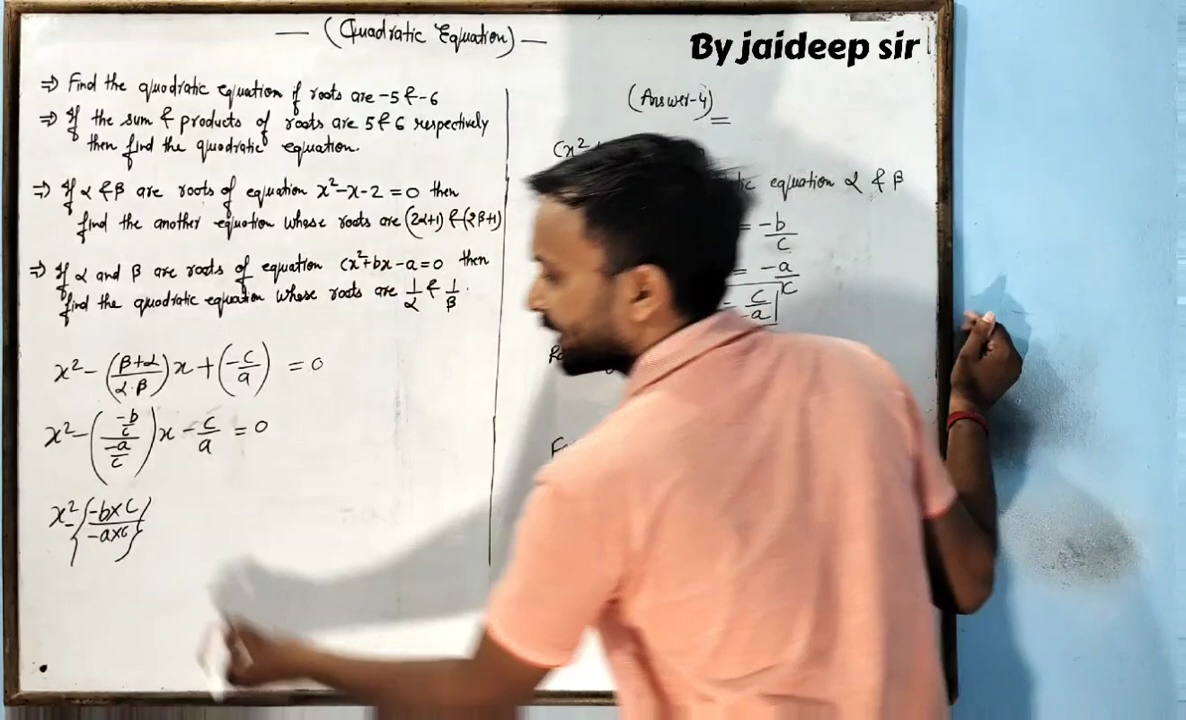 — (Quadratic Equation) —
By jaideep sir
⇒ Find the quadratic equation if roots are -5 & -6
⇒ If the sum & products of roots are 5 & 6 respectively
then find the quadratic equation.
⇒ If α & β are roots of equation x²-x-2=0 then
find the another equation whose roots are (2α+1) & (2β+1)
⇒ If α and β are roots of equation Cx²+bx-a=0 then
find the quadratic equation whose roots are 1/α & 1/β.
x² - (β+α / α·β) x + (-c/a) = 0
x² - ((-b/c) / (-a/c)) x - c/a = 0
x² - {-b×c / -a×c}
(Answer-4)
Cx²
equation α & β
= -b/c
= -a/c
c/-a